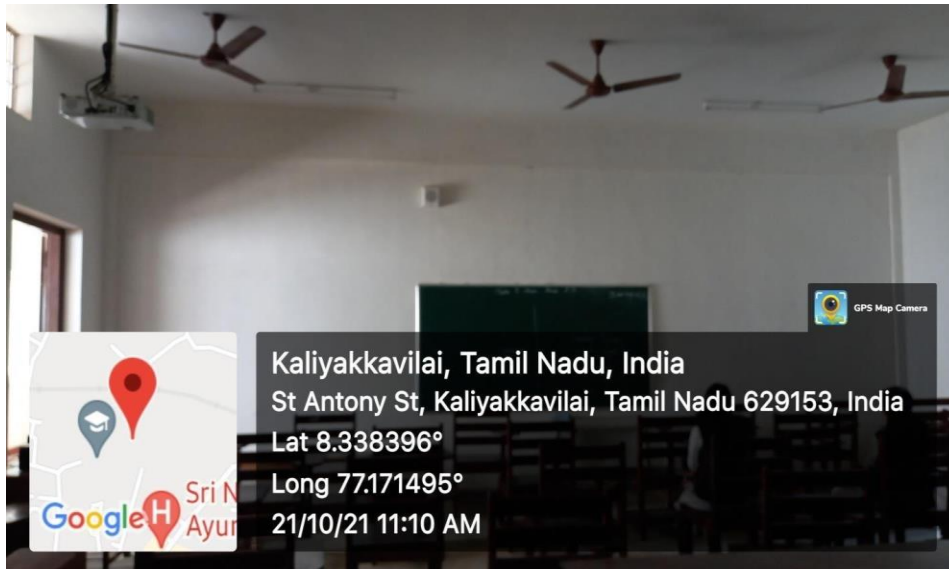 GPS Map Camera
Kaliyakkavilai, Tamil Nadu, India
St Antony St, Kaliyakkavilai, Tamil Nadu 629153, India
Lat 8.338396°
Long 77.171495°
21/10/21 11:10 AM
Google
H
Sri N
Ayur